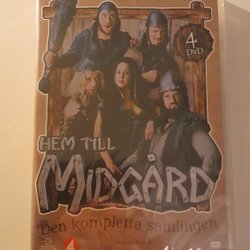 4 DVD
HEM TILL
MIDGÅRD
Den kompletta samlingen
4